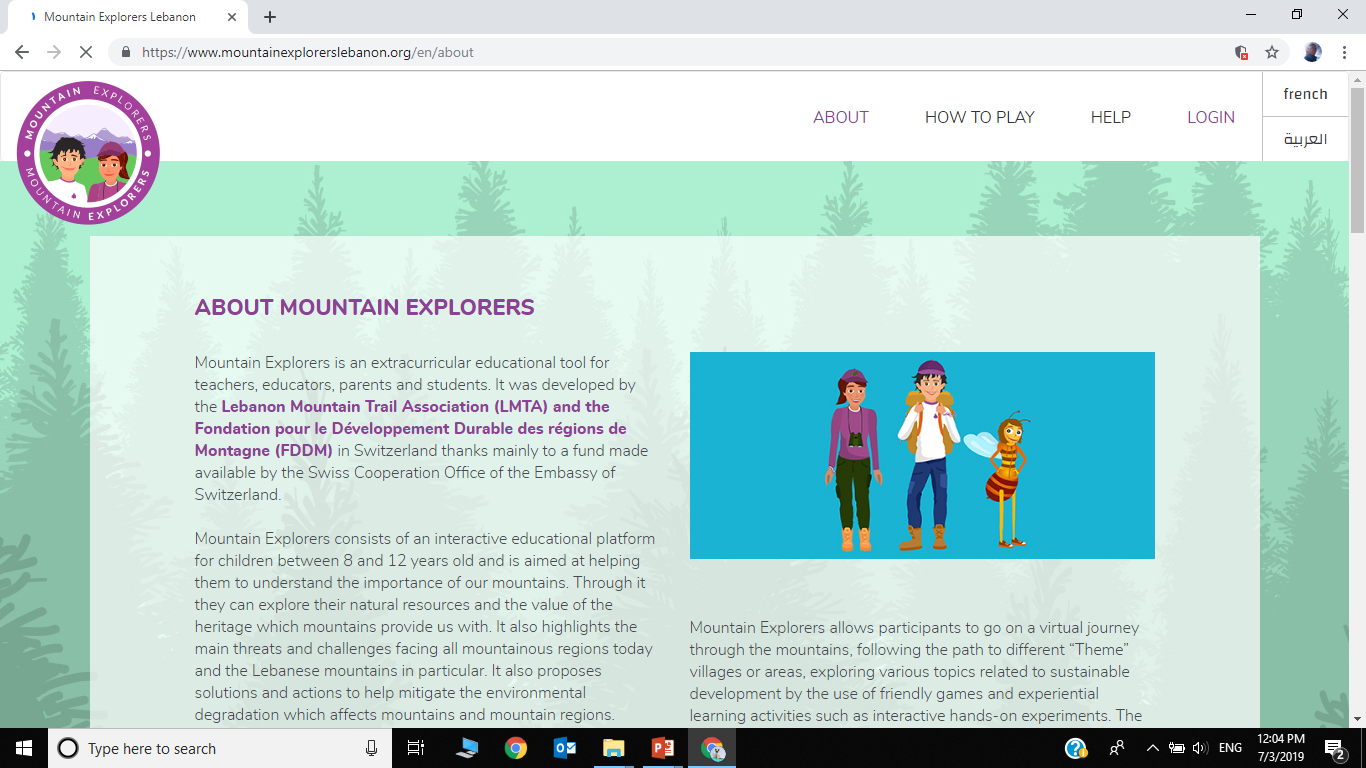 Mountain Explorers Lebanon
https://www.mountainexplorerslebanon.org/en/about
MOUNTAIN EXPLORERS
MOUNTAIN EXPLORERS
ABOUT
HOW TO PLAY
HELP
LOGIN
french
العربية
ABOUT MOUNTAIN EXPLORERS
Mountain Explorers is an extracurricular educational tool for
teachers, educators, parents and students. It was developed by
the Lebanon Mountain Trail Association (LMTA) and the
Fondation pour le Développement Durable des régions de
Montagne (FDDM) in Switzerland thanks mainly to a fund made
available by the Swiss Cooperation Office of the Embassy of
Switzerland.
Mountain Explorers consists of an interactive educational platform
for children between 8 and 12 years old and is aimed at helping
them to understand the importance of our mountains. Through it
they can explore their natural resources and the value of the
heritage which mountains provide us with. It also highlights the
main threats and challenges facing all mountainous regions today
and the Lebanese mountains in particular. It also proposes
solutions and actions to help mitigate the environmental
degradation which affects mountains and mountain regions.
Mountain Explorers allows participants to go on a virtual journey
through the mountains, following the path to different “Theme”
villages or areas, exploring various topics related to sustainable
development by the use of friendly games and experiential
learning activities such as interactive hands-on experiments. The
Type here to search
ENG
12:04 PM
7/3/2019
2